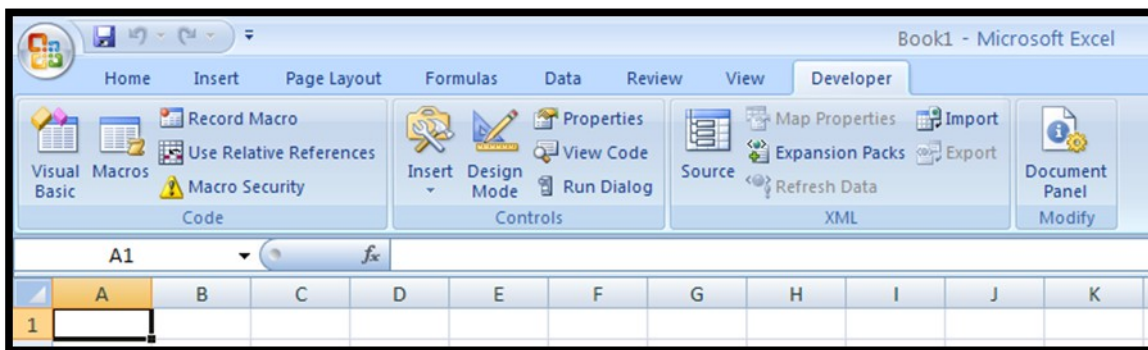 Book1 - Microsoft Excel
Home Insert Page Layout Formulas Data Review View Developer
Visual Basic
Macros
Record Macro
Use Relative References
Macro Security
Code
Insert
Design Mode
Properties
View Code
Run Dialog
Controls
Source
Map Properties
Expansion Packs
Refresh Data
Import
Export
XML
Document Panel
Modify
A1 fx
A B C D E F G H I J K
1